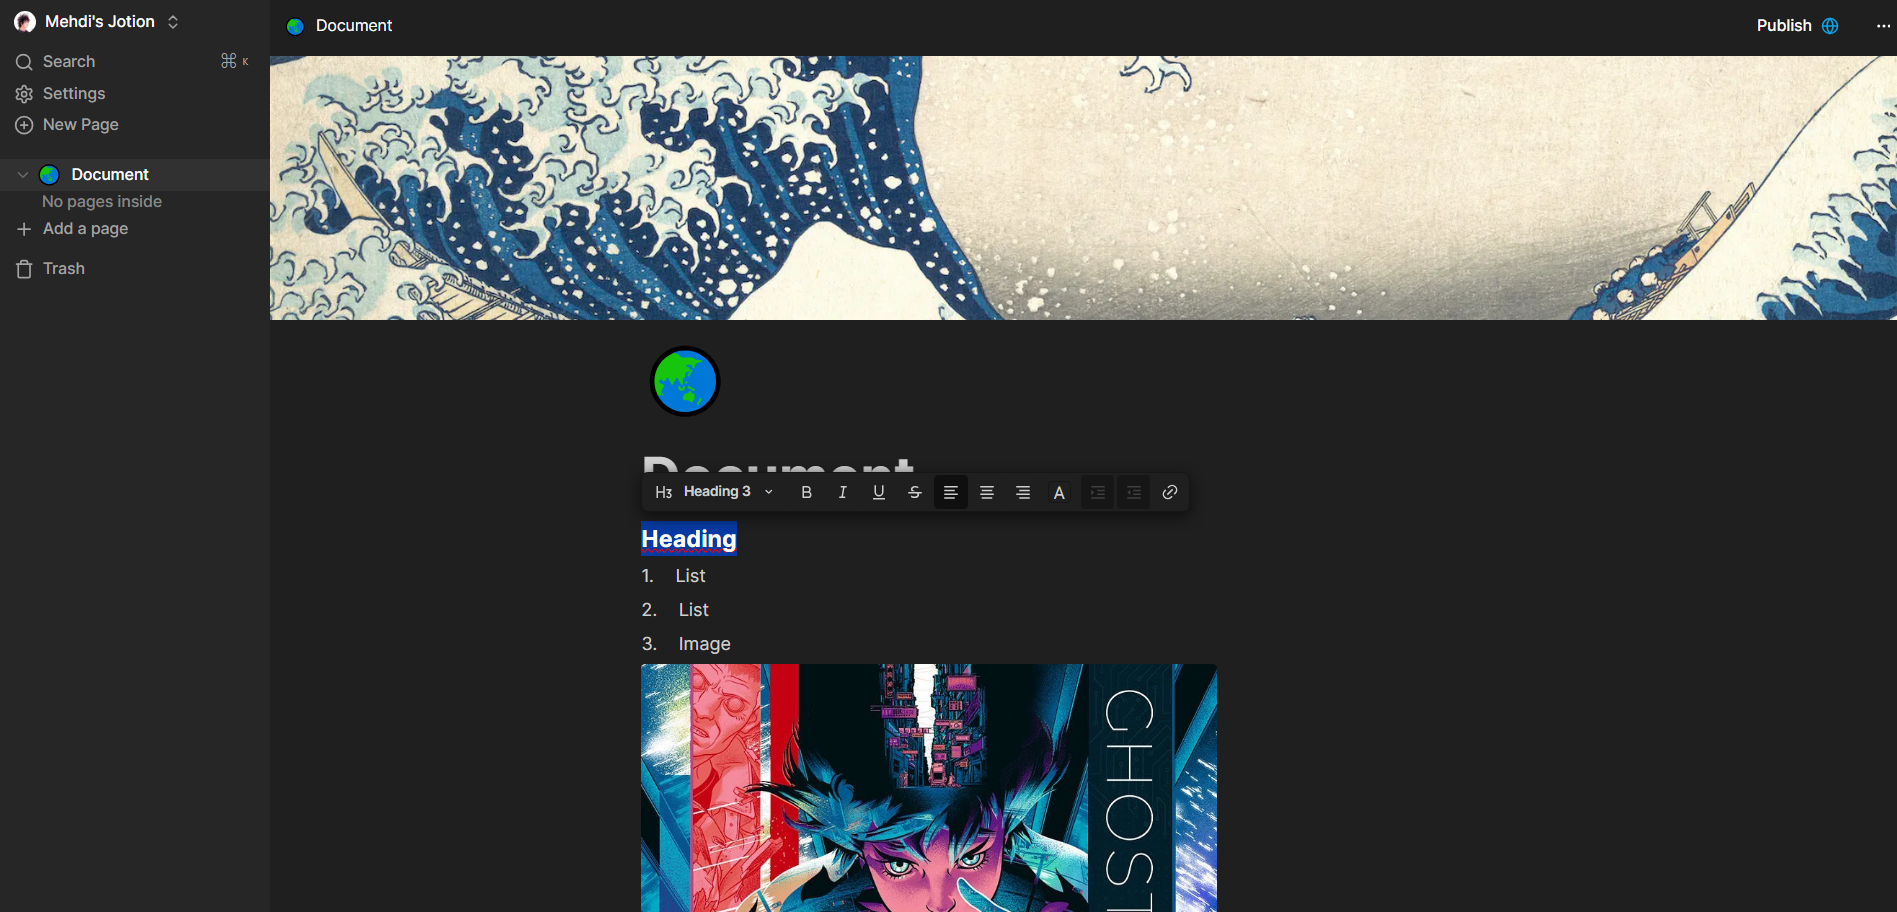 Mehdi's Jotion
Search ⌘ K
Settings
New Page
Document
No pages inside
Add a page
Trash
Document
Publish
Document
H3 Heading 3 B I U S A
Heading
1. List
2. List
3. Image
GHOST